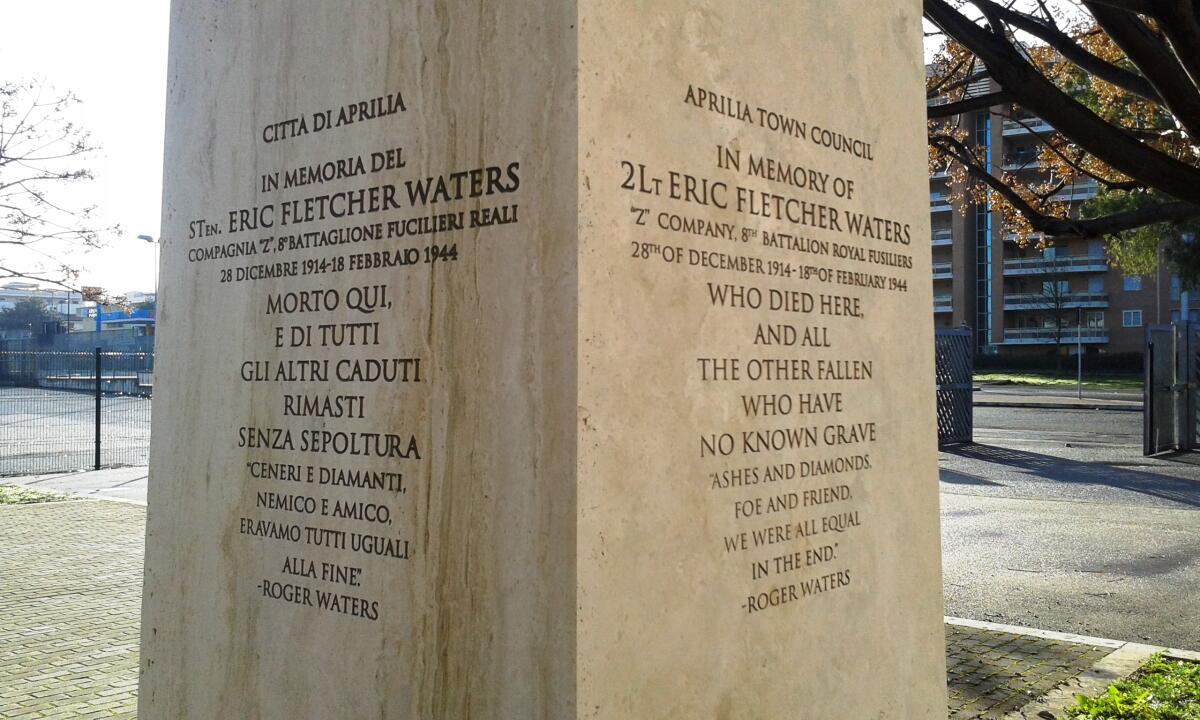 CITTÀ DI APRILIA
IN MEMORIA DEL
STEN. ERIC FLETCHER WATERS
COMPAGNIA "Z", 8° BATTAGLIONE FUCILIERI REALI
28 DICEMBRE 1914-18 FEBBRAIO 1944
MORTO QUI,
E DI TUTTI
GLI ALTRI CADUTI
RIMASTI
SENZA SEPOLTURA
"CENERI E DIAMANTI,
NEMICO E AMICO,
ERAVAMO TUTTI UGUALI
ALLA FINE."
-ROGER WATERS
APRILIA TOWN COUNCIL
IN MEMORY OF
2LT ERIC FLETCHER WATERS
"Z" COMPANY, 8TH BATTALION ROYAL FUSILIERS
28TH OF DECEMBER 1914-18TH OF FEBRUARY 1944
WHO DIED HERE,
AND ALL
THE OTHER FALLEN
WHO HAVE
NO KNOWN GRAVE
"ASHES AND DIAMONDS,
FOE AND FRIEND,
WE WERE ALL EQUAL
IN THE END."
-ROGER WATERS